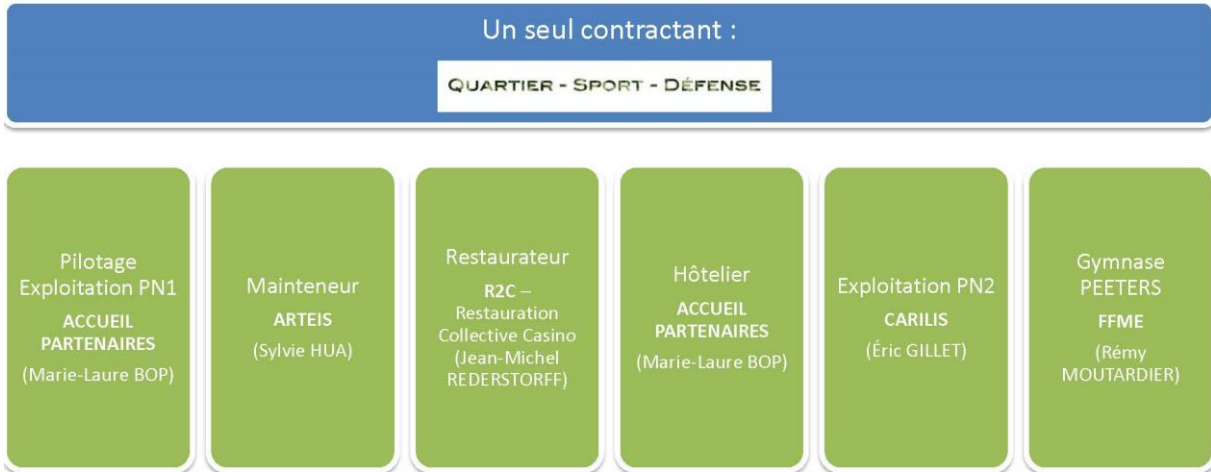 Un seul contractant :
QUARTIER - SPORT - DÉFENSE
Pilotage
Exploitation PN1
ACCUEIL
PARTENAIRES
(Marie-Laure BOP)
Mainteneur
ARTEIS
(Sylvie HUA)
Restaurateur
R2C –
Restauration
Collective Casino
(Jean-Michel
REDERSTORFF)
Hôtelier
ACCUEIL
PARTENAIRES
(Marie-Laure BOP)
Exploitation PN2
CARILIS
(Éric GILLET)
Gymnase
PEETERS
FFME
(Rémy
MOUTARDIER)